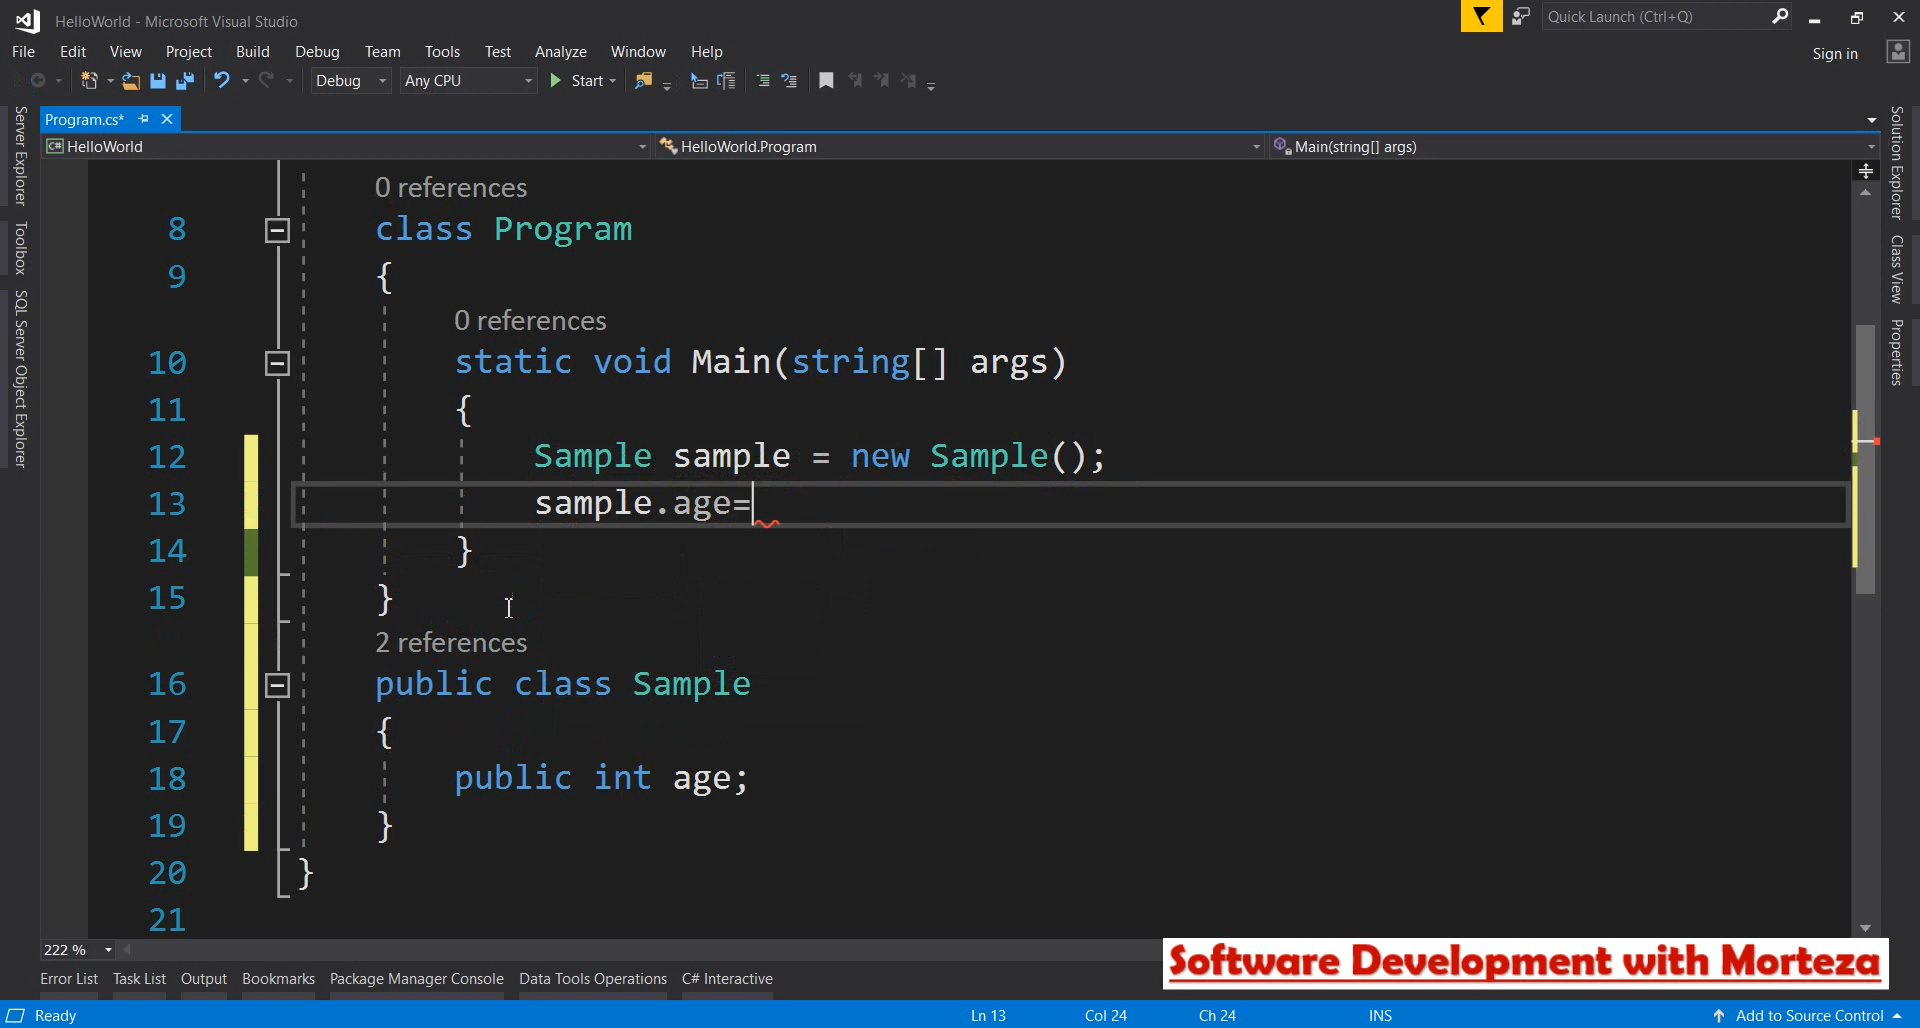 HelloWorld - Microsoft Visual Studio
Quick Launch (Ctrl+Q)
File Edit View Project Build Debug Team Tools Test Analyze Window Help
Sign in
Debug Any CPU Start
Program.cs*
HelloWorld HelloWorld.Program Main(string[] args)
Server Explorer
Toolbox
SQL Server Object Explorer
0 references
8 class Program
9 {
0 references
10 static void Main(string[] args)
11 {
12 Sample sample = new Sample();
13 sample.age=
14 }
15 }
2 references
16 public class Sample
17 {
18 public int age;
19 }
20 }
21
Solution Explorer
Class View
Properties
222 %
Software Development with Morteza
Error List Task List Output Bookmarks Package Manager Console Data Tools Operations C# Interactive
Ready Ln 13 Col 24 Ch 24 INS Add to Source Control